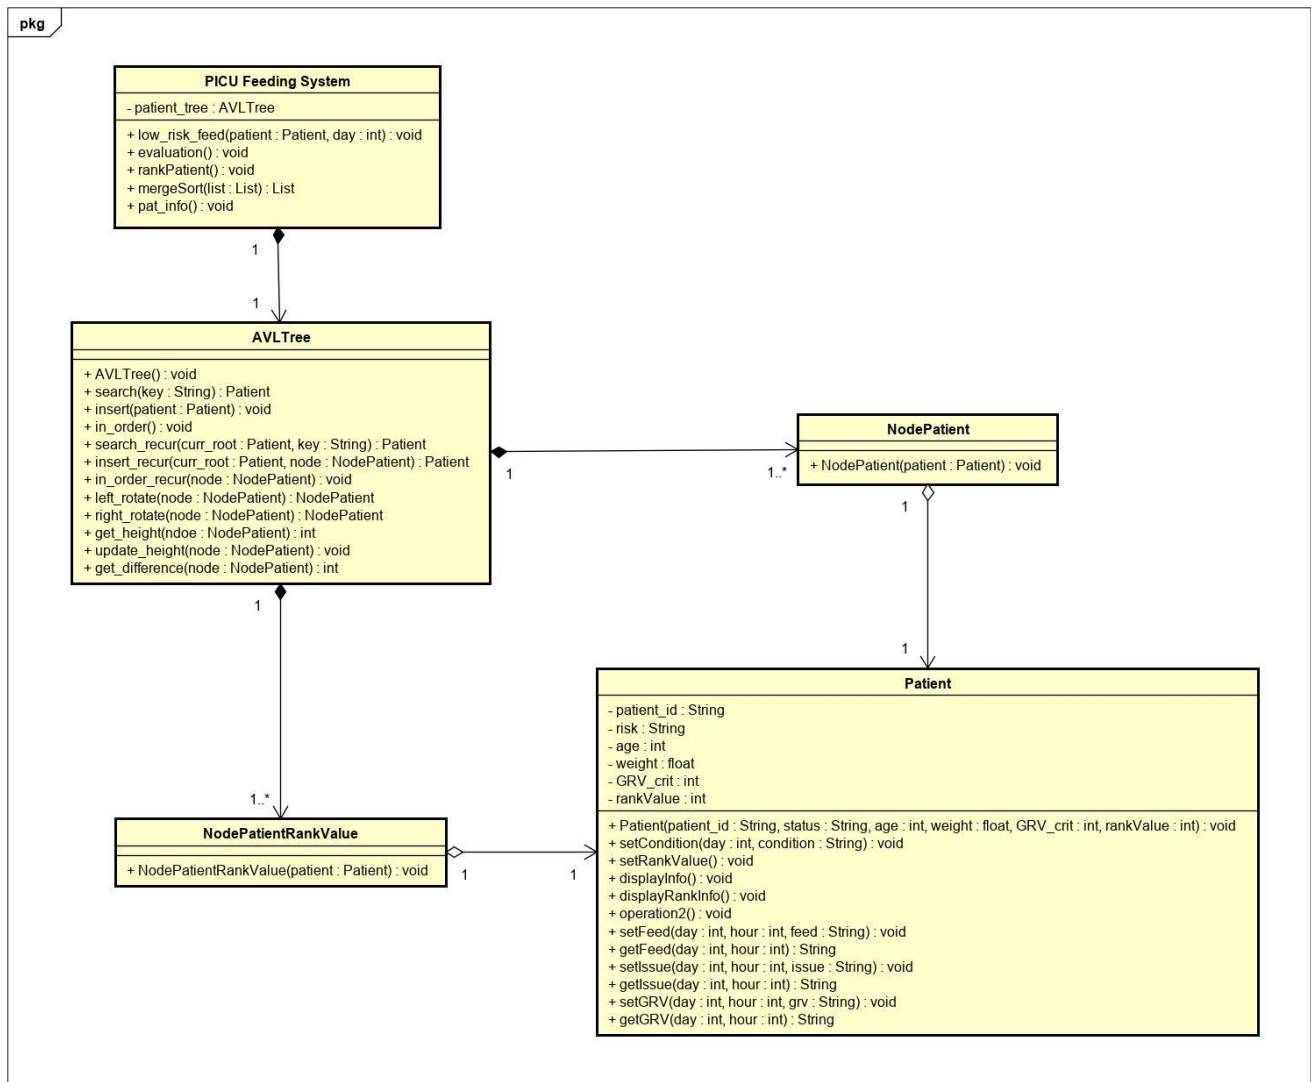 pkg
PICU Feeding System
- patient_tree : AVLTree
+ low_risk_feed(patient : Patient, day : int) : void
+ evaluation() : void
+ rankPatient() : void
+ mergeSort(list : List) : List
+ pat_info() : void
1
1
AVLTree
+ AVLTree() : void
+ search(key : String) : Patient
+ insert(patient : Patient) : void
+ in_order() : void
+ search_recur(curr_root : Patient, key : String) : Patient
+ insert_recur(curr_root : Patient, node : NodePatient) : Patient
+ in_order_recur(node : NodePatient) : void
+ left_rotate(node : NodePatient) : NodePatient
+ right_rotate(node : NodePatient) : NodePatient
+ get_height(ndoe : NodePatient) : int
+ update_height(node : NodePatient) : void
+ get_difference(node : NodePatient) : int
1
1..*
NodePatient
+ NodePatient(patient : Patient) : void
1
1
1
1..*
NodePatientRankValue
+ NodePatientRankValue(patient : Patient) : void
1
1
Patient
- patient_id : String
- risk : String
- age : int
- weight : float
- GRV_crit : int
- rankValue : int
+ Patient(patient_id : String, status : String, age : int, weight : float, GRV_crit : int, rankValue : int) : void
+ setCondition(day : int, condition : String) : void
+ setRankValue() : void
+ displayInfo() : void
+ displayRankInfo() : void
+ operation2() : void
+ setFeed(day : int, hour : int, feed : String) : void
+ getFeed(day : int, hour : int) : String
+ setIssue(day : int, hour : int, issue : String) : void
+ getIssue(day : int, hour : int) : String
+ setGRV(day : int, hour : int, grv : String) : void
+ getGRV(day : int, hour : int) : String